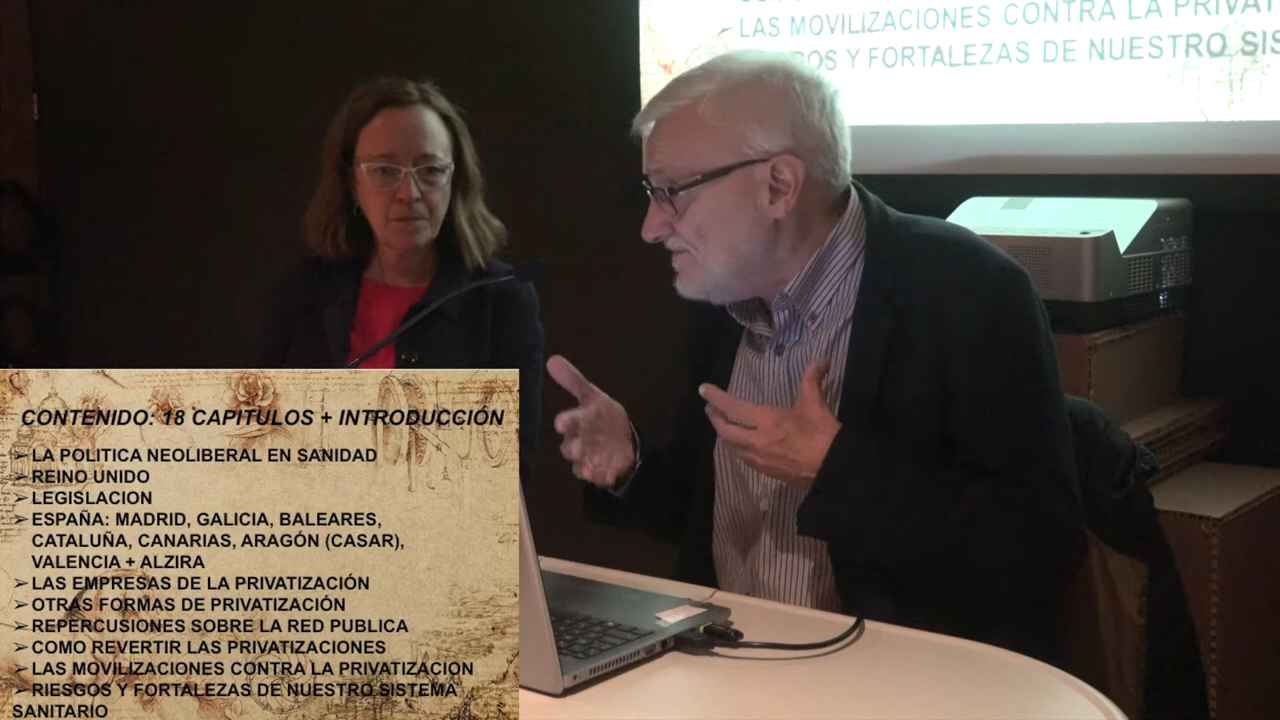 LAS MOVILIZACIONES CONTRA LA PRIVAT
GOS Y FORTALEZAS DE NUESTRO SIS
CONTENIDO: 18 CAPITULOS + INTRODUCCIÓN
➢ LA POLITICA NEOLIBERAL EN SANIDAD
➢ REINO UNIDO
➢ LEGISLACION
➢ ESPAÑA: MADRID, GALICIA, BALEARES,
CATALUÑA, CANARIAS, ARAGÓN (CASAR),
VALENCIA + ALZIRA
➢ LAS EMPRESAS DE LA PRIVATIZACIÓN
➢ OTRAS FORMAS DE PRIVATIZACIÓN
➢ REPERCUSIONES SOBRE LA RED PUBLICA
➢ COMO REVERTIR LAS PRIVATIZACIONES
➢ LAS MOVILIZACIONES CONTRA LA PRIVATIZACION
➢ RIESGOS Y FORTALEZAS DE NUESTRO SISTEMA
SANITARIO